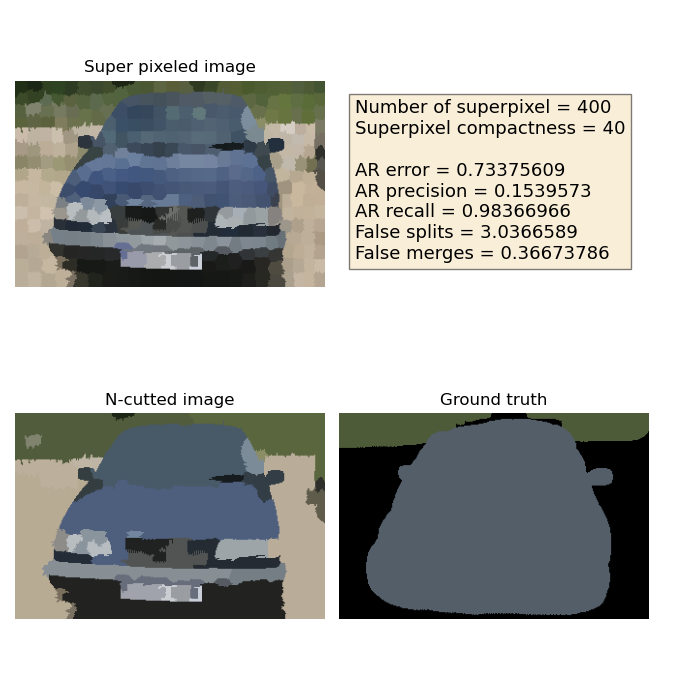 Super pixeled image
Number of superpixel = 400
Superpixel compactness = 40
AR error = 0.73375609
AR precision = 0.1539573
AR recall = 0.98366966
False splits = 3.0366589
False merges = 0.36673786
N-cutted image
Ground truth